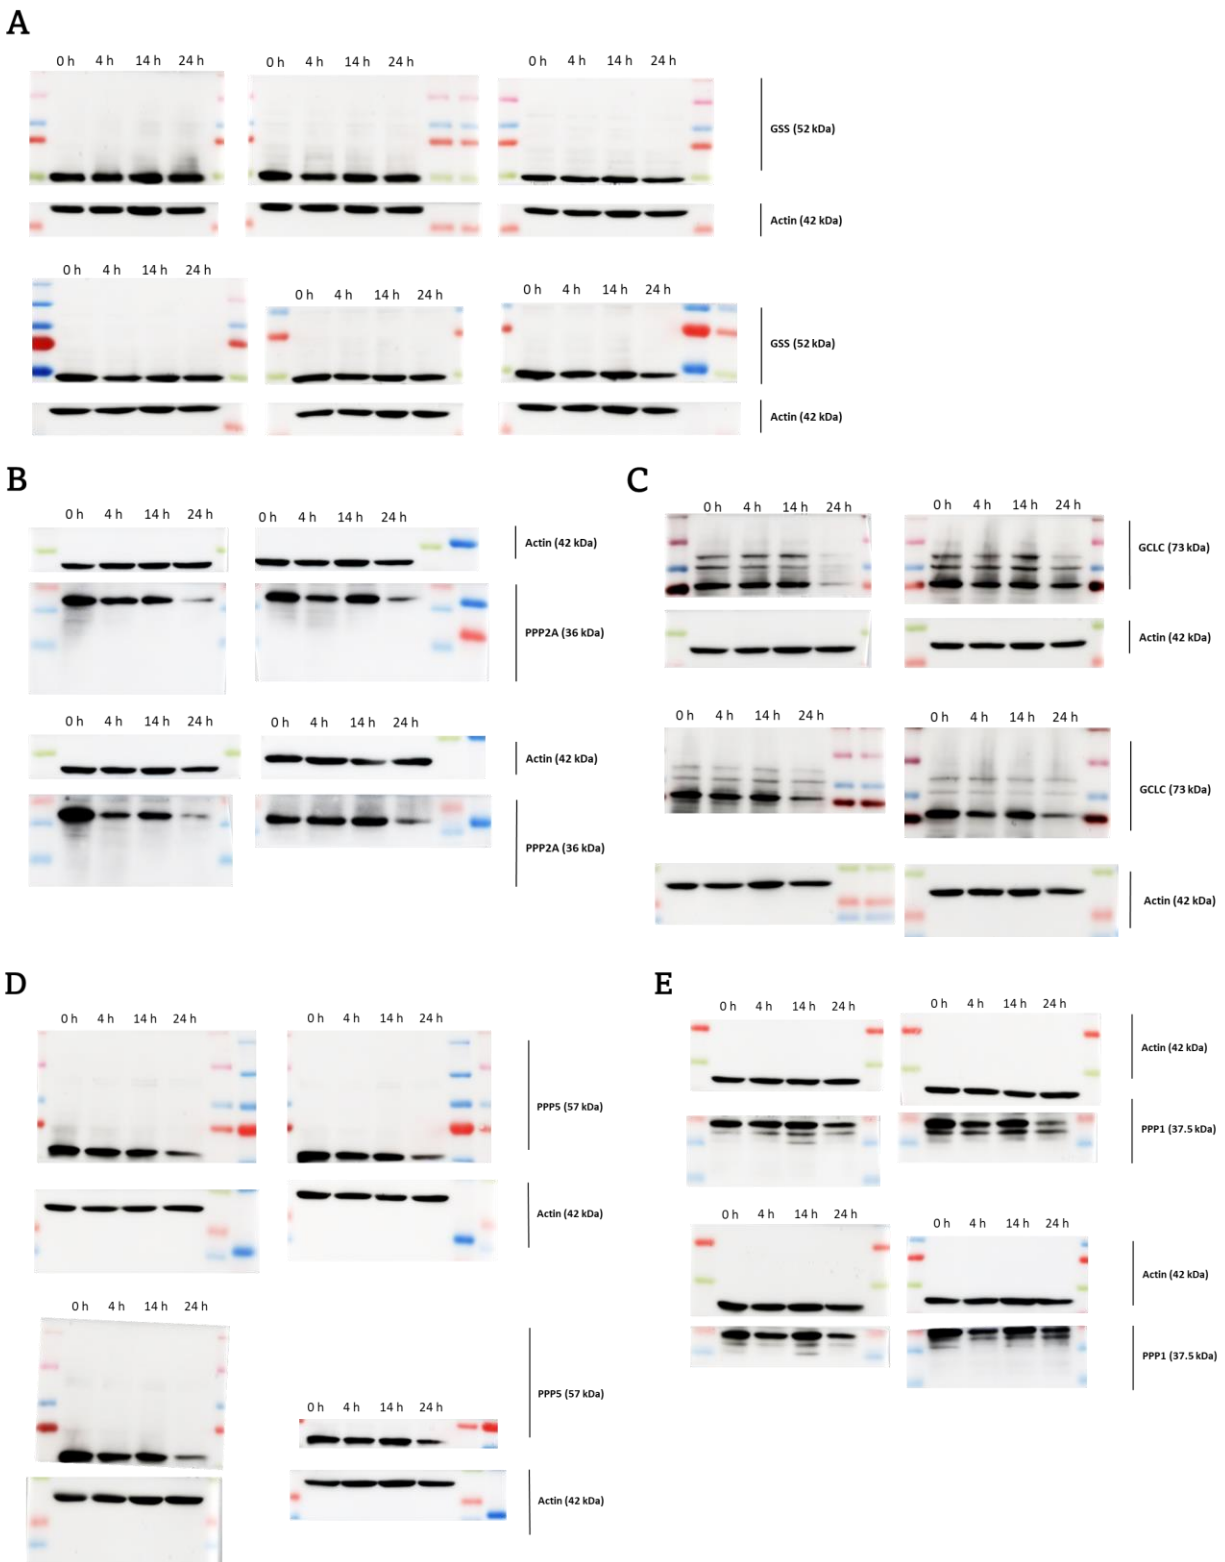 A
0 h 4 h 14 h 24 h 0 h 4 h 14 h 24 h 0 h 4 h 14 h 24 h
GSS (52 kDa)
Actin (42 kDa)
0 h 4 h 14 h 24 h 0 h 4 h 14 h 24 h 0 h 4 h 14 h 24 h
GSS (52 kDa)
Actin (42 kDa)
B
0 h 4 h 14 h 24 h 0 h 4 h 14 h 24 h
Actin (42 kDa)
PPP2A (36 kDa)
0 h 4 h 14 h 24 h 0 h 4 h 14 h 24 h
Actin (42 kDa)
PPP2A (36 kDa)
C
0 h 4 h 14 h 24 h 0 h 4 h 14 h 24 h
GCLC (73 kDa)
Actin (42 kDa)
0 h 4 h 14 h 24 h 0 h 4 h 14 h 24 h
GCLC (73 kDa)
Actin (42 kDa)
D
0 h 4 h 14 h 24 h 0 h 4 h 14 h 24 h
PPP5 (57 kDa)
Actin (42 kDa)
0 h 4 h 14 h 24 h 0 h 4 h 14 h 24 h
PPP5 (57 kDa)
Actin (42 kDa)
E
0 h 4 h 14 h 24 h 0 h 4 h 14 h 24 h
Actin (42 kDa)
PPP1 (37.5 kDa)
0 h 4 h 14 h 24 h 0 h 4 h 14 h 24 h
Actin (42 kDa)
PPP1 (37.5 kDa)